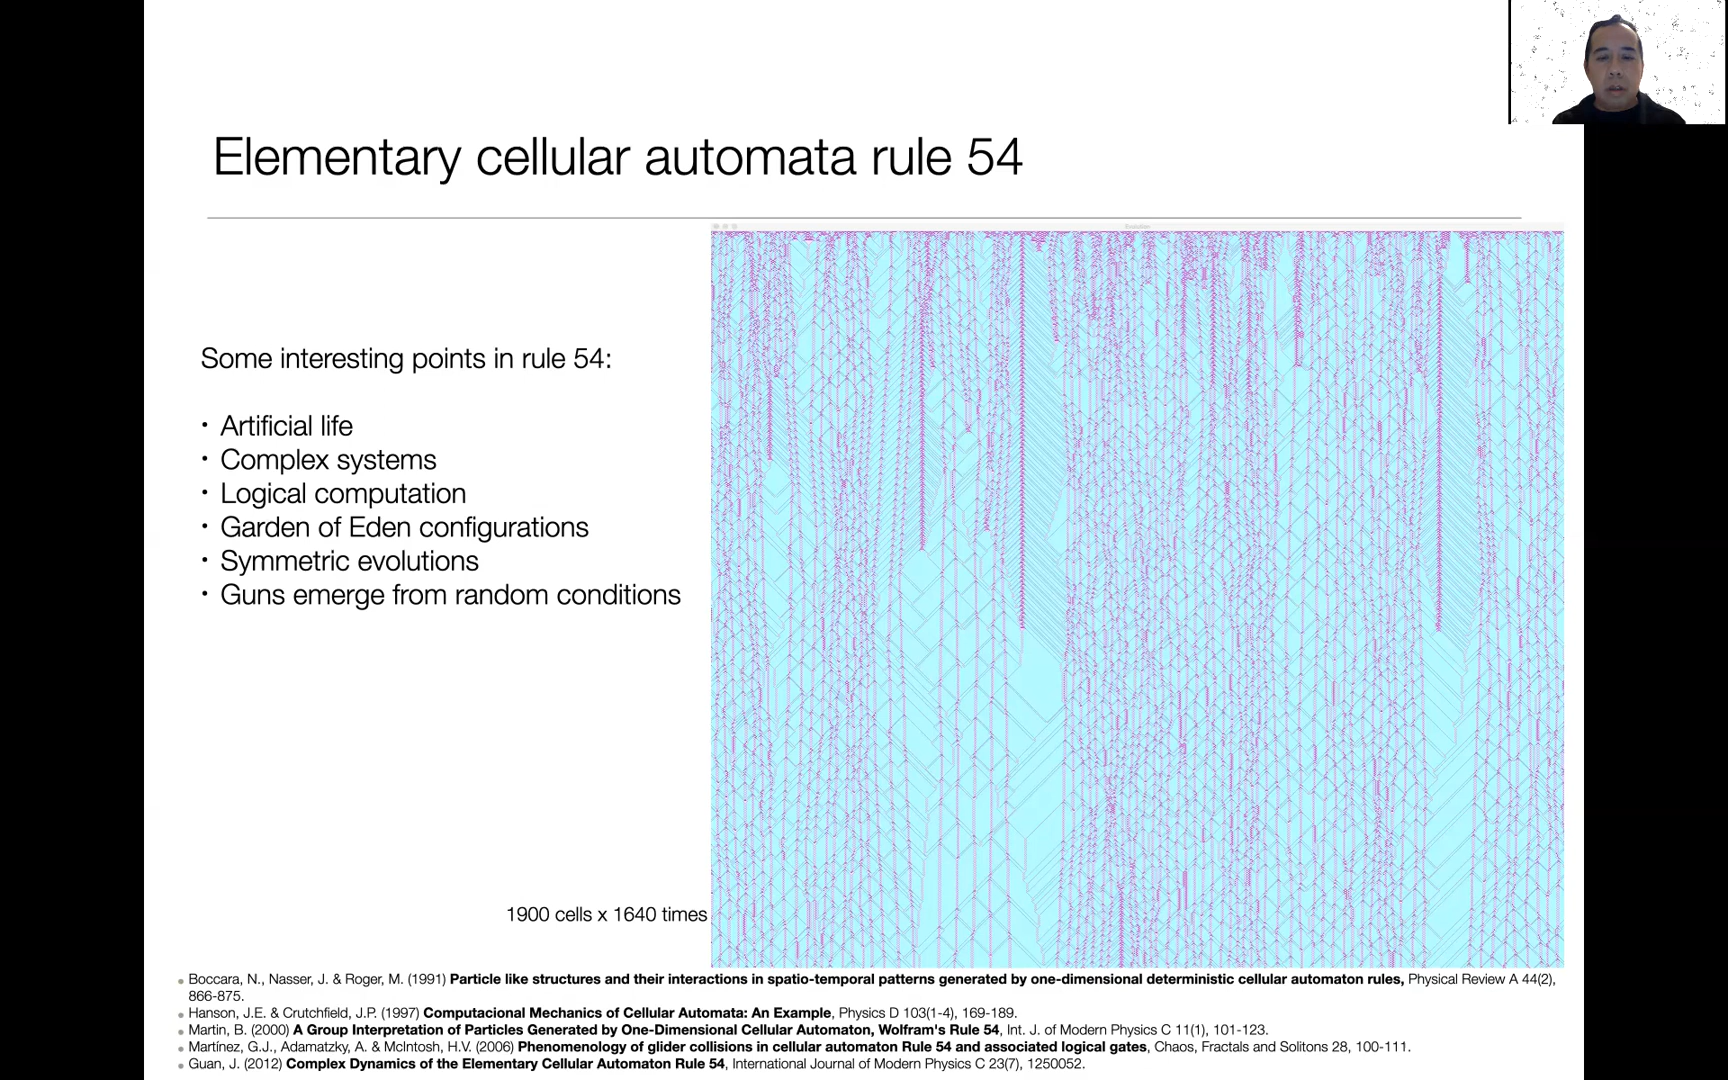 Elementary cellular automata rule 54
Some interesting points in rule 54:
• Artificial life
• Complex systems
• Logical computation
• Garden of Eden configurations
• Symmetric evolutions
• Guns emerge from random conditions
Evolution
1900 cells x 1640 times
• Boccara, N., Nasser, J. & Roger, M. (1991) Particle like structures and their interactions in spatio-temporal patterns generated by one-dimensional deterministic cellular automaton rules, Physical Review A 44(2),
866-875.
• Hanson, J.E. & Crutchfield, J.P. (1997) Computacional Mechanics of Cellular Automata: An Example, Physics D 103(1-4), 169-189.
• Martin, B. (2000) A Group Interpretation of Particles Generated by One-Dimensional Cellular Automaton, Wolfram's Rule 54, Int. J. of Modern Physics C 11(1), 101-123.
• Martínez, G.J., Adamatzky, A. & McIntosh, H.V. (2006) Phenomenology of glider collisions in cellular automaton Rule 54 and associated logical gates, Chaos, Fractals and Solitons 28, 100-111.
• Guan, J. (2012) Complex Dynamics of the Elementary Cellular Automaton Rule 54, International Journal of Modern Physics C 23(7), 1250052.